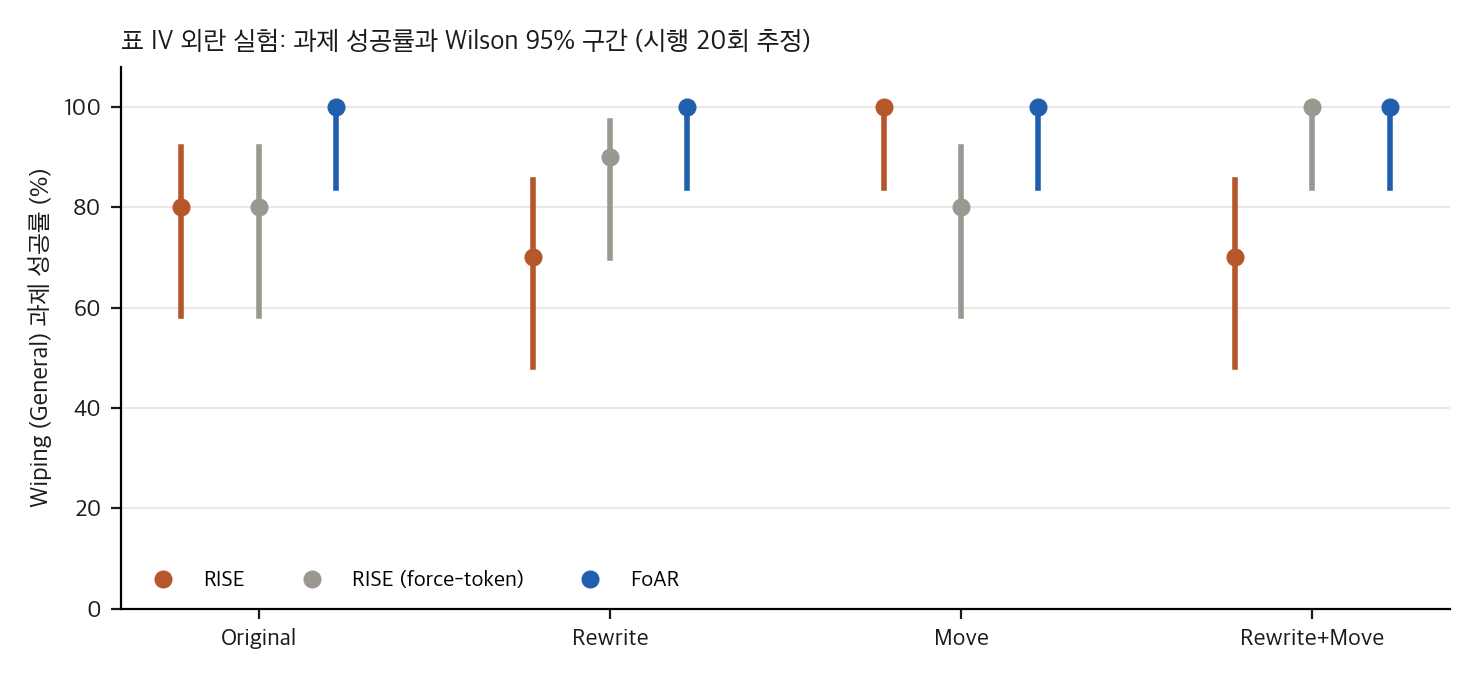 표 IV 외란 실험: 과제 성공률과 Wilson 95% 구간 (시행 20회 추정)
Wiping (General) 과제 성공률 (%)
100
80
60
40
20
0
RISE
RISE (force-token)
FoAR
Original
Rewrite
Move
Rewrite+Move